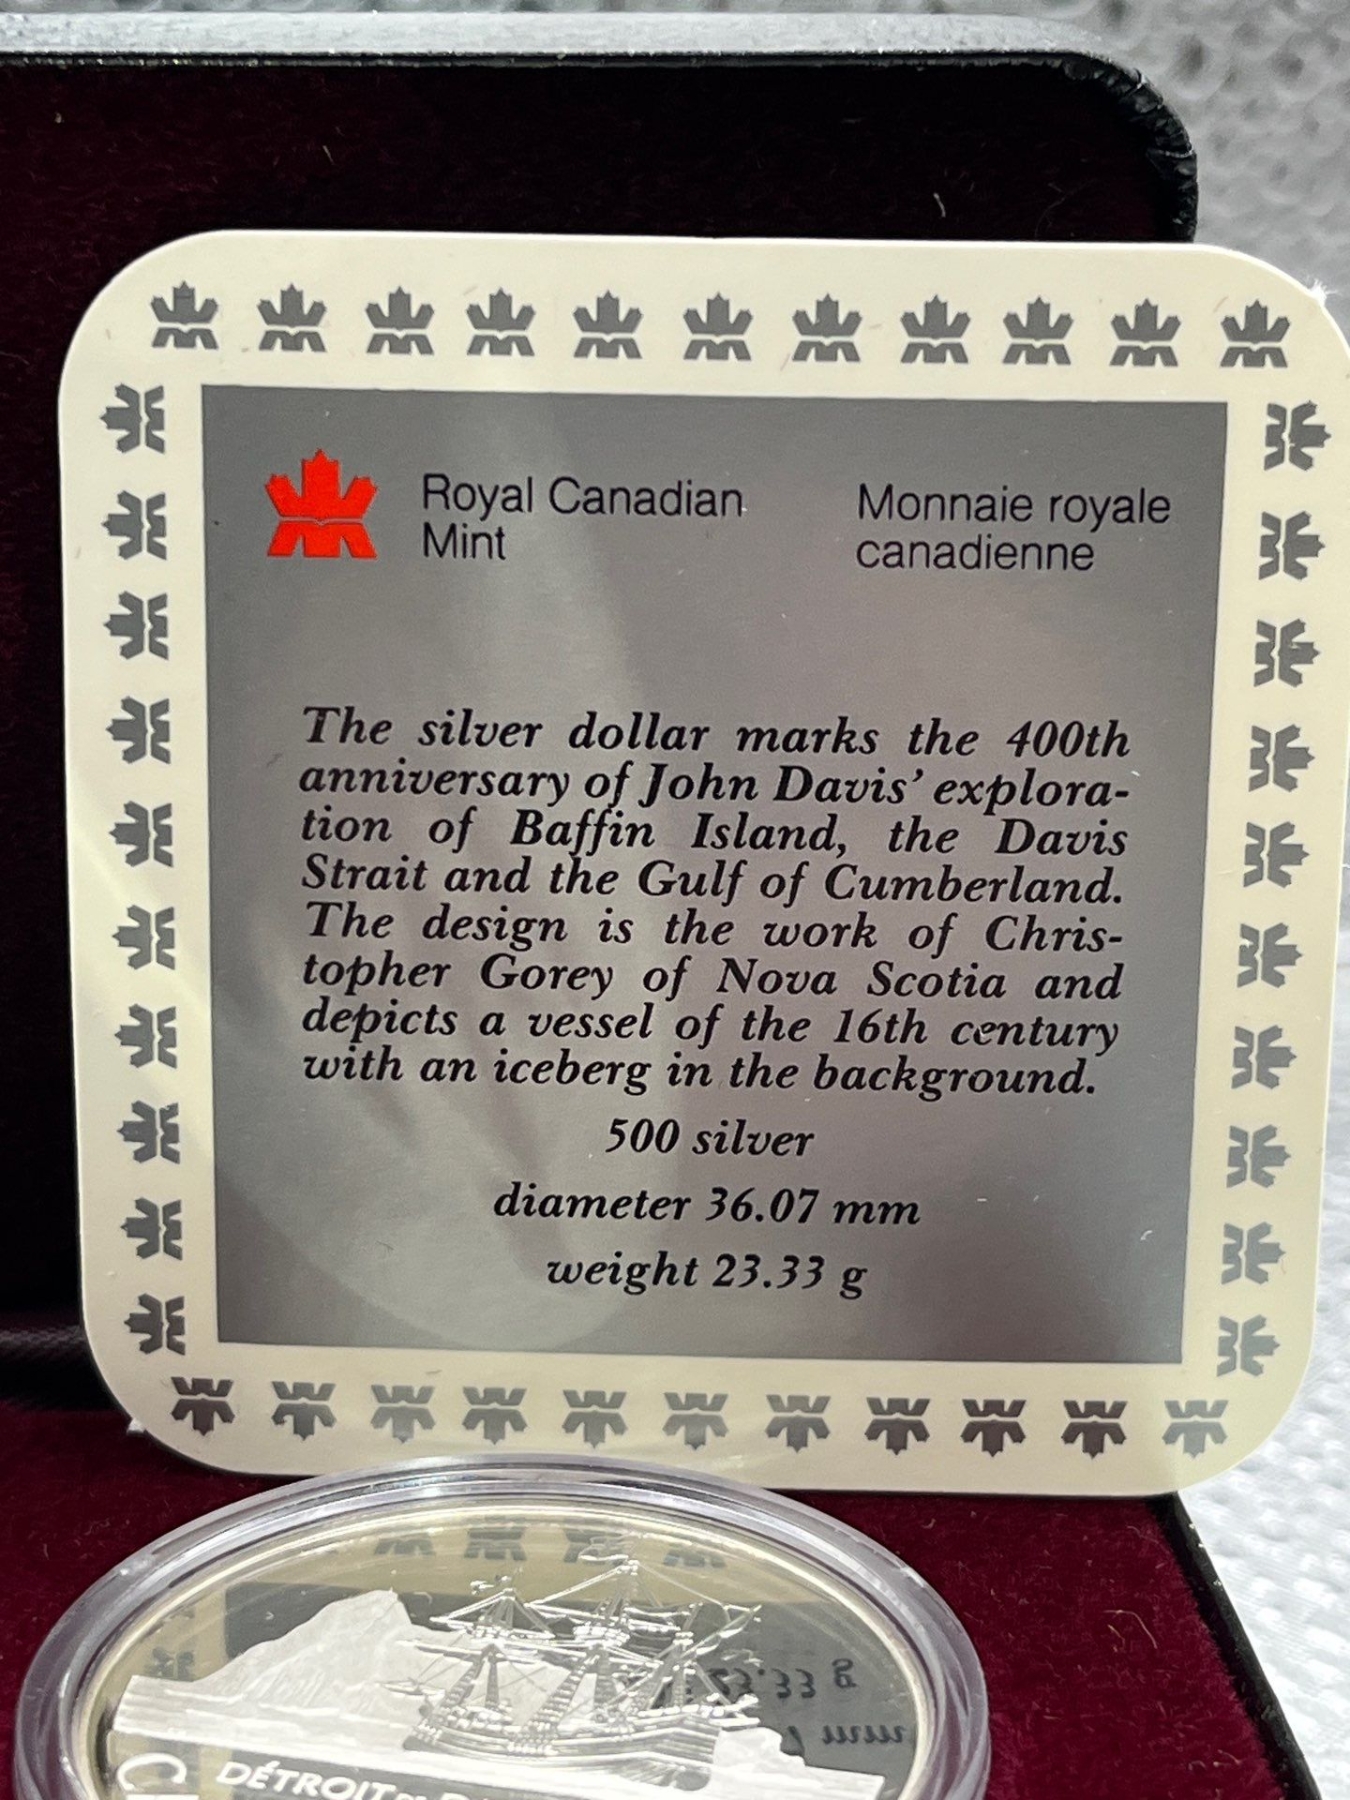 Royal Canadian
Mint
Monnaie royale
canadienne
The silver dollar marks the 400th
anniversary of John Davis' explora-
tion of Baffin Island, the Davis
Strait and the Gulf of Cumberland.
The design is the work of Chris-
topher Gorey of Nova Scotia and
depicts a vessel of the 16th century
with an iceberg in the background.
500 silver
diameter 36.07 mm
weight 23.33 g
DÉTROIT